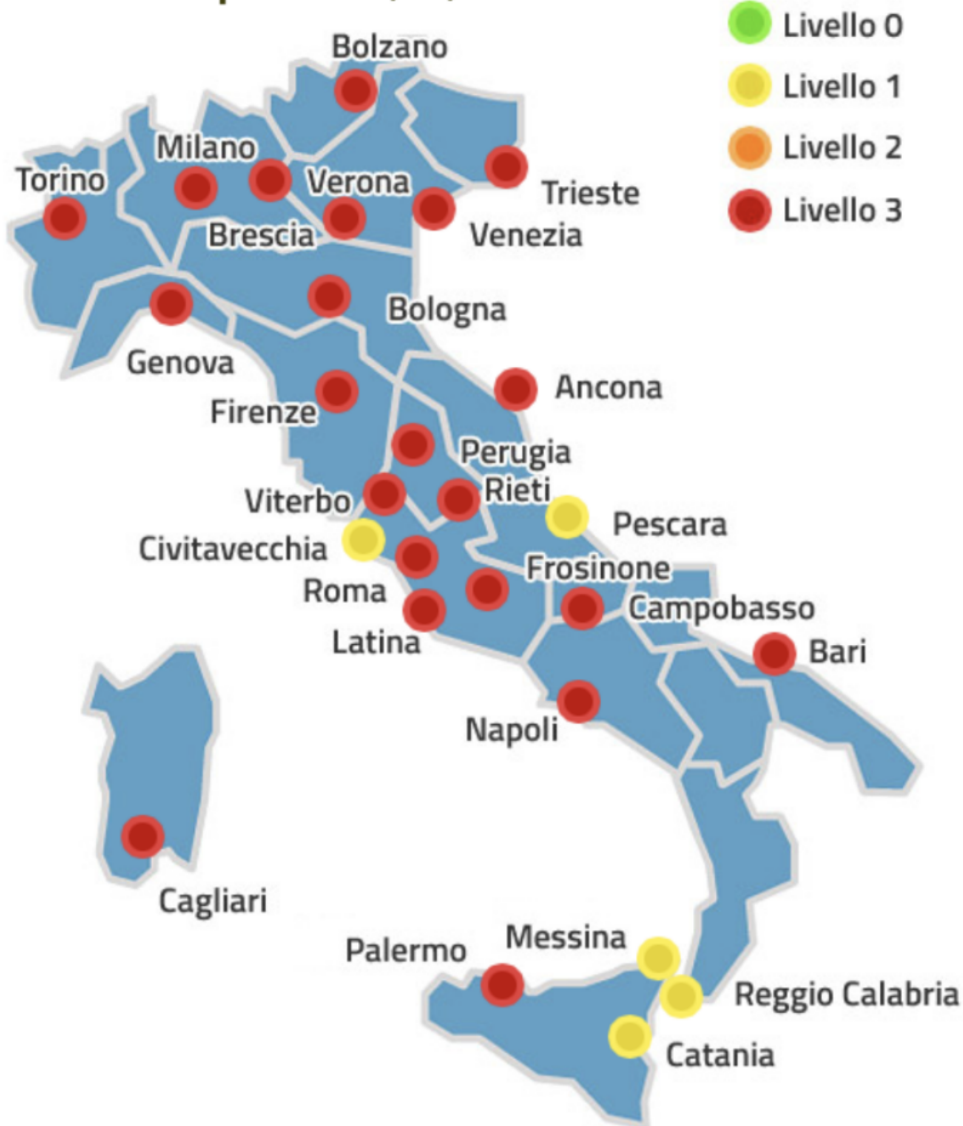 Bolzano
Livello 0
Livello 1
Milano
Livello 2
Torino
Verona
Trieste
Livello 3
Brescia
Venezia
Bologna
Genova
Ancona
Firenze
Perugia
Rieti
Viterbo
Pescara
Civitavecchia
Frosinone
Roma
Campobasso
Latina
Bari
Napoli
Cagliari
Messina
Palermo
Reggio Calabria
Catania